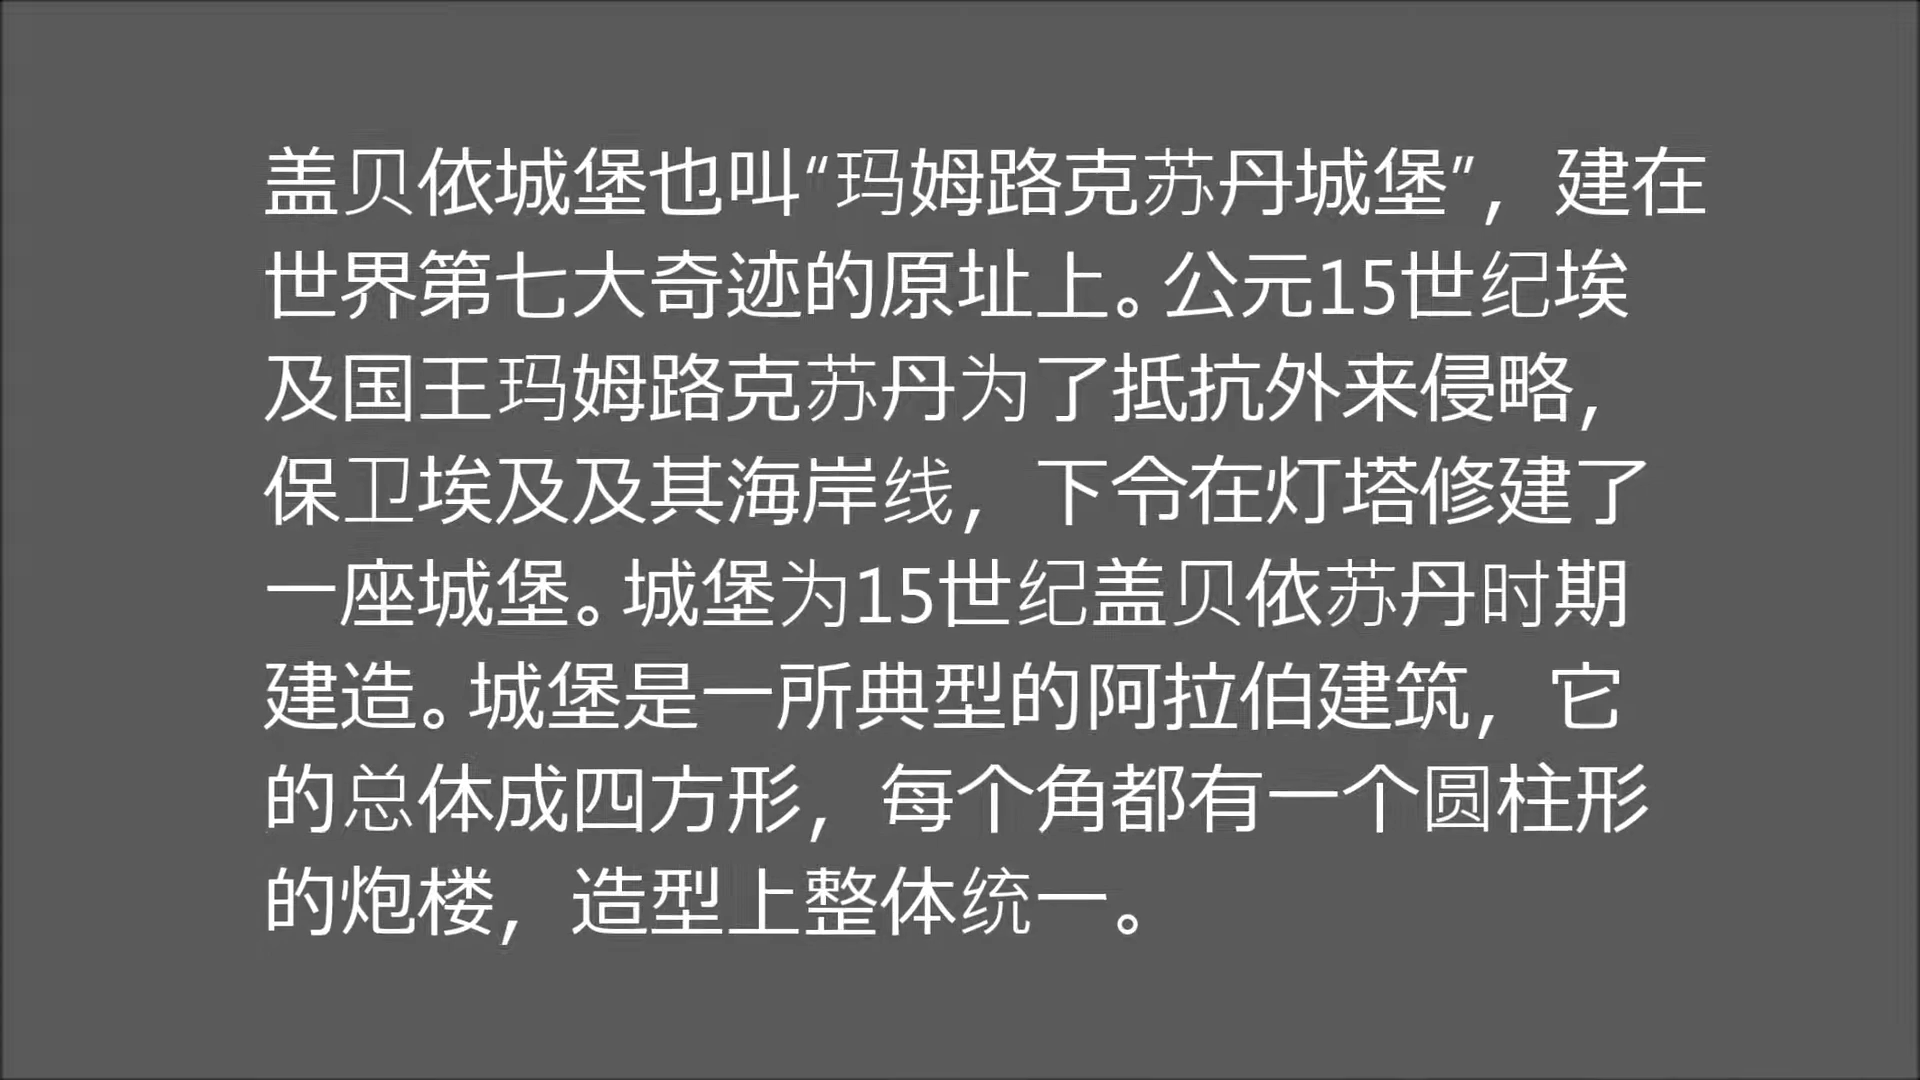 盖贝依城堡也叫“玛姆路克苏丹城堡”，建在
世界第七大奇迹的原址上。公元15世纪埃
及国王玛姆路克苏丹为了抵抗外来侵略，
保卫埃及及其海岸线，下令在灯塔修建了
一座城堡。城堡为15世纪盖贝依苏丹时期
建造。城堡是一所典型的阿拉伯建筑，它
的总体成四方形，每个角都有一个圆柱形
的炮楼，造型上整体统一。